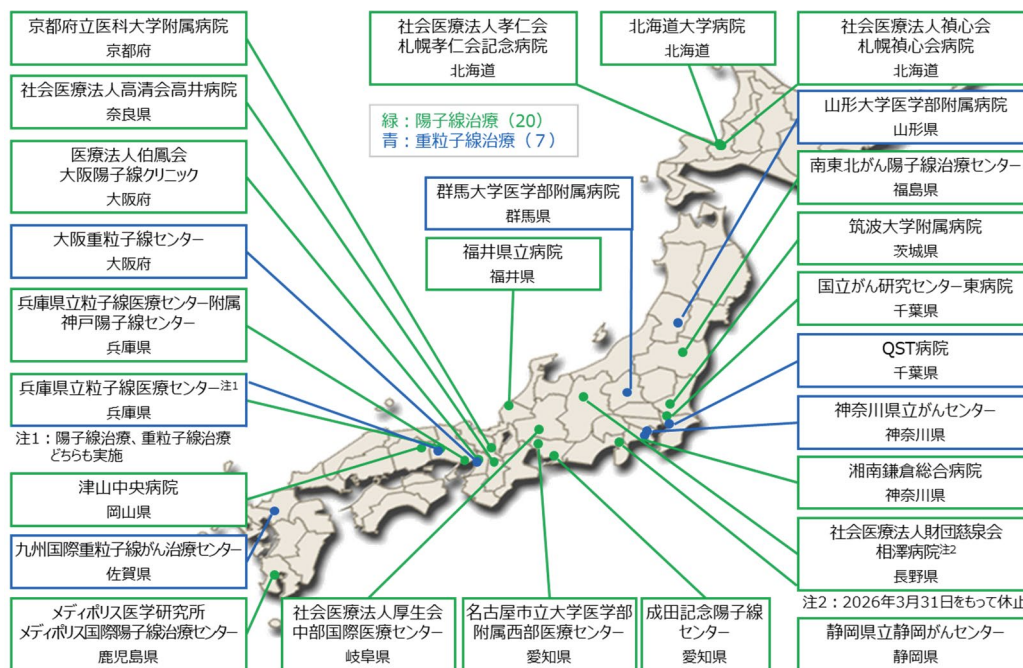 京都府立医科大学附属病院
京都府
社会医療法人高清会高井病院
奈良県
医療法人伯鳳会
大阪陽子線クリニック
大阪府
大阪重粒子線センター
大阪府
兵庫県立粒子線医療センター附属
神戸陽子線センター
兵庫県
兵庫県立粒子線医療センター注1
兵庫県
注1：陽子線治療、重粒子線治療
どちらも実施
津山中央病院
岡山県
九州国際重粒子線がん治療センター
佐賀県
メディポリス医学研究所
メディポリス国際陽子線治療センター
鹿児島県
社会医療法人孝仁会
札幌孝仁会記念病院
北海道
北海道大学病院
北海道
社会医療法人禎心会
札幌禎心会病院
北海道
緑：陽子線治療（20）
青：重粒子線治療（7）
群馬大学医学部附属病院
群馬県
福井県立病院
福井県
山形大学医学部附属病院
山形県
南東北がん陽子線治療センター
福島県
筑波大学附属病院
茨城県
国立がん研究センター東病院
千葉県
QST病院
千葉県
神奈川県立がんセンター
神奈川県
湘南鎌倉総合病院
神奈川県
社会医療法人財団慈泉会
相澤病院注2
長野県
注2：2026年3月31日をもって休止
静岡県立静岡がんセンター
静岡県
社会医療法人厚生会
中部国際医療センター
岐阜県
名古屋市立大学医学部
附属西部医療センター
愛知県
成田記念陽子線
センター
愛知県